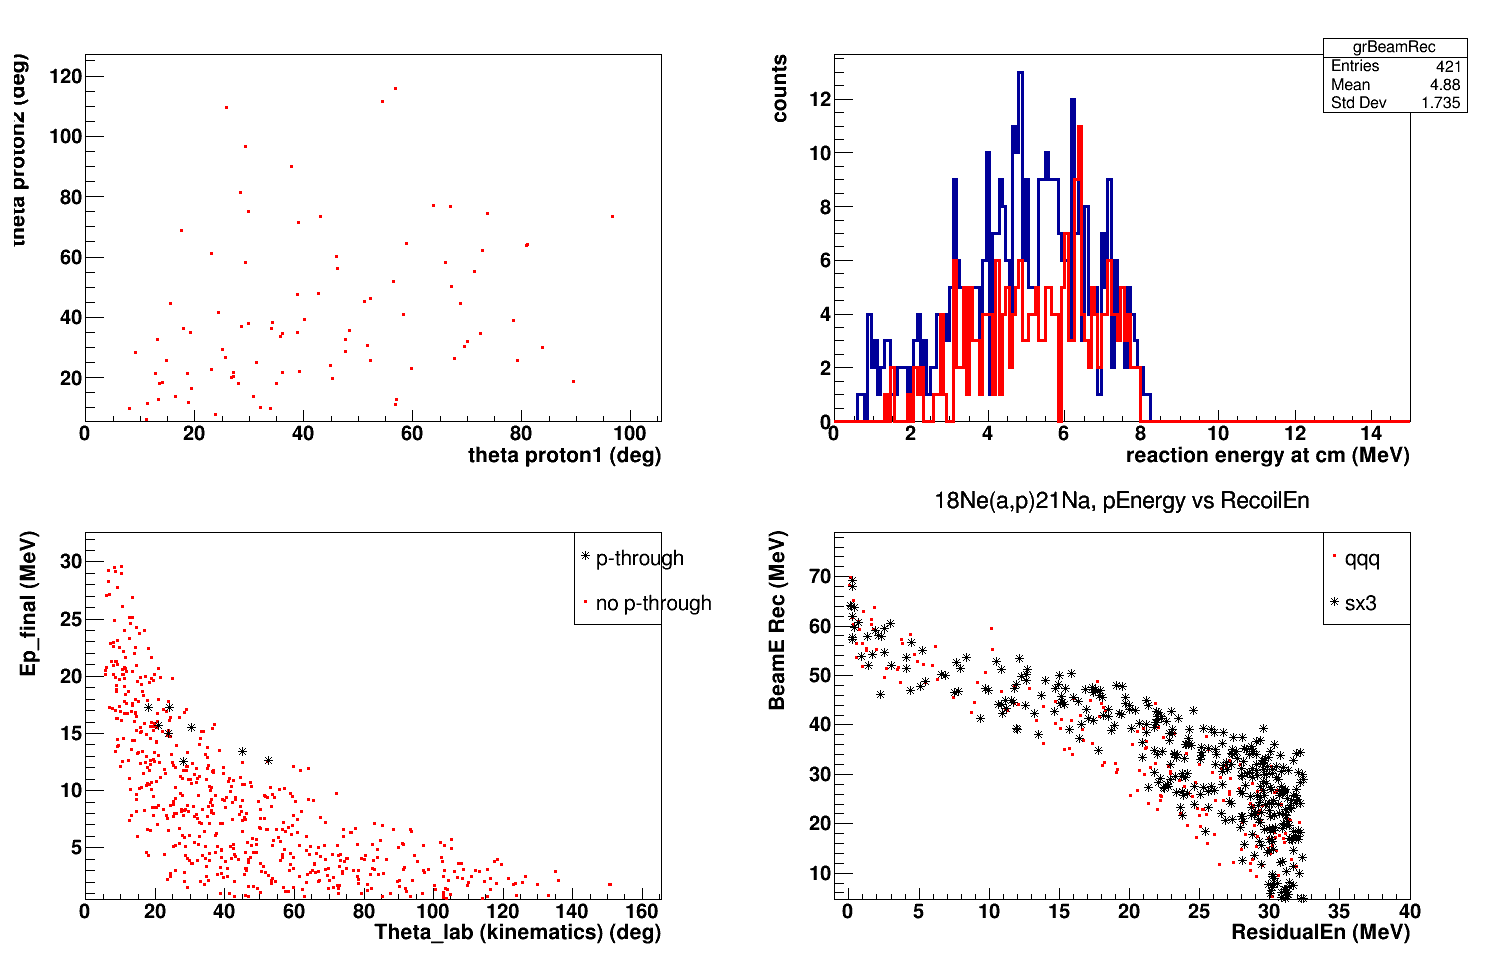 theta proton2 (deg)
120
100
80
60
40
20
0 20 40 60 80 100
theta proton1 (deg)
counts
grBeamRec
Entries 421
Mean 4.88
Std Dev 1.735
12
10
8
6
4
2
0
0 2 4 6 8 10 12 14
reaction energy at cm (MeV)
Ep_final (MeV)
p-through
no p-through
30
25
20
15
10
5
0 20 40 60 80 100 120 140 160
Theta_lab (kinematics) (deg)
18Ne(a,p)21Na, pEnergy vs RecoilEn
BeamE Rec (MeV)
qqq
sx3
70
60
50
40
30
20
10
0 5 10 15 20 25 30 35 40
ResidualEn (MeV)